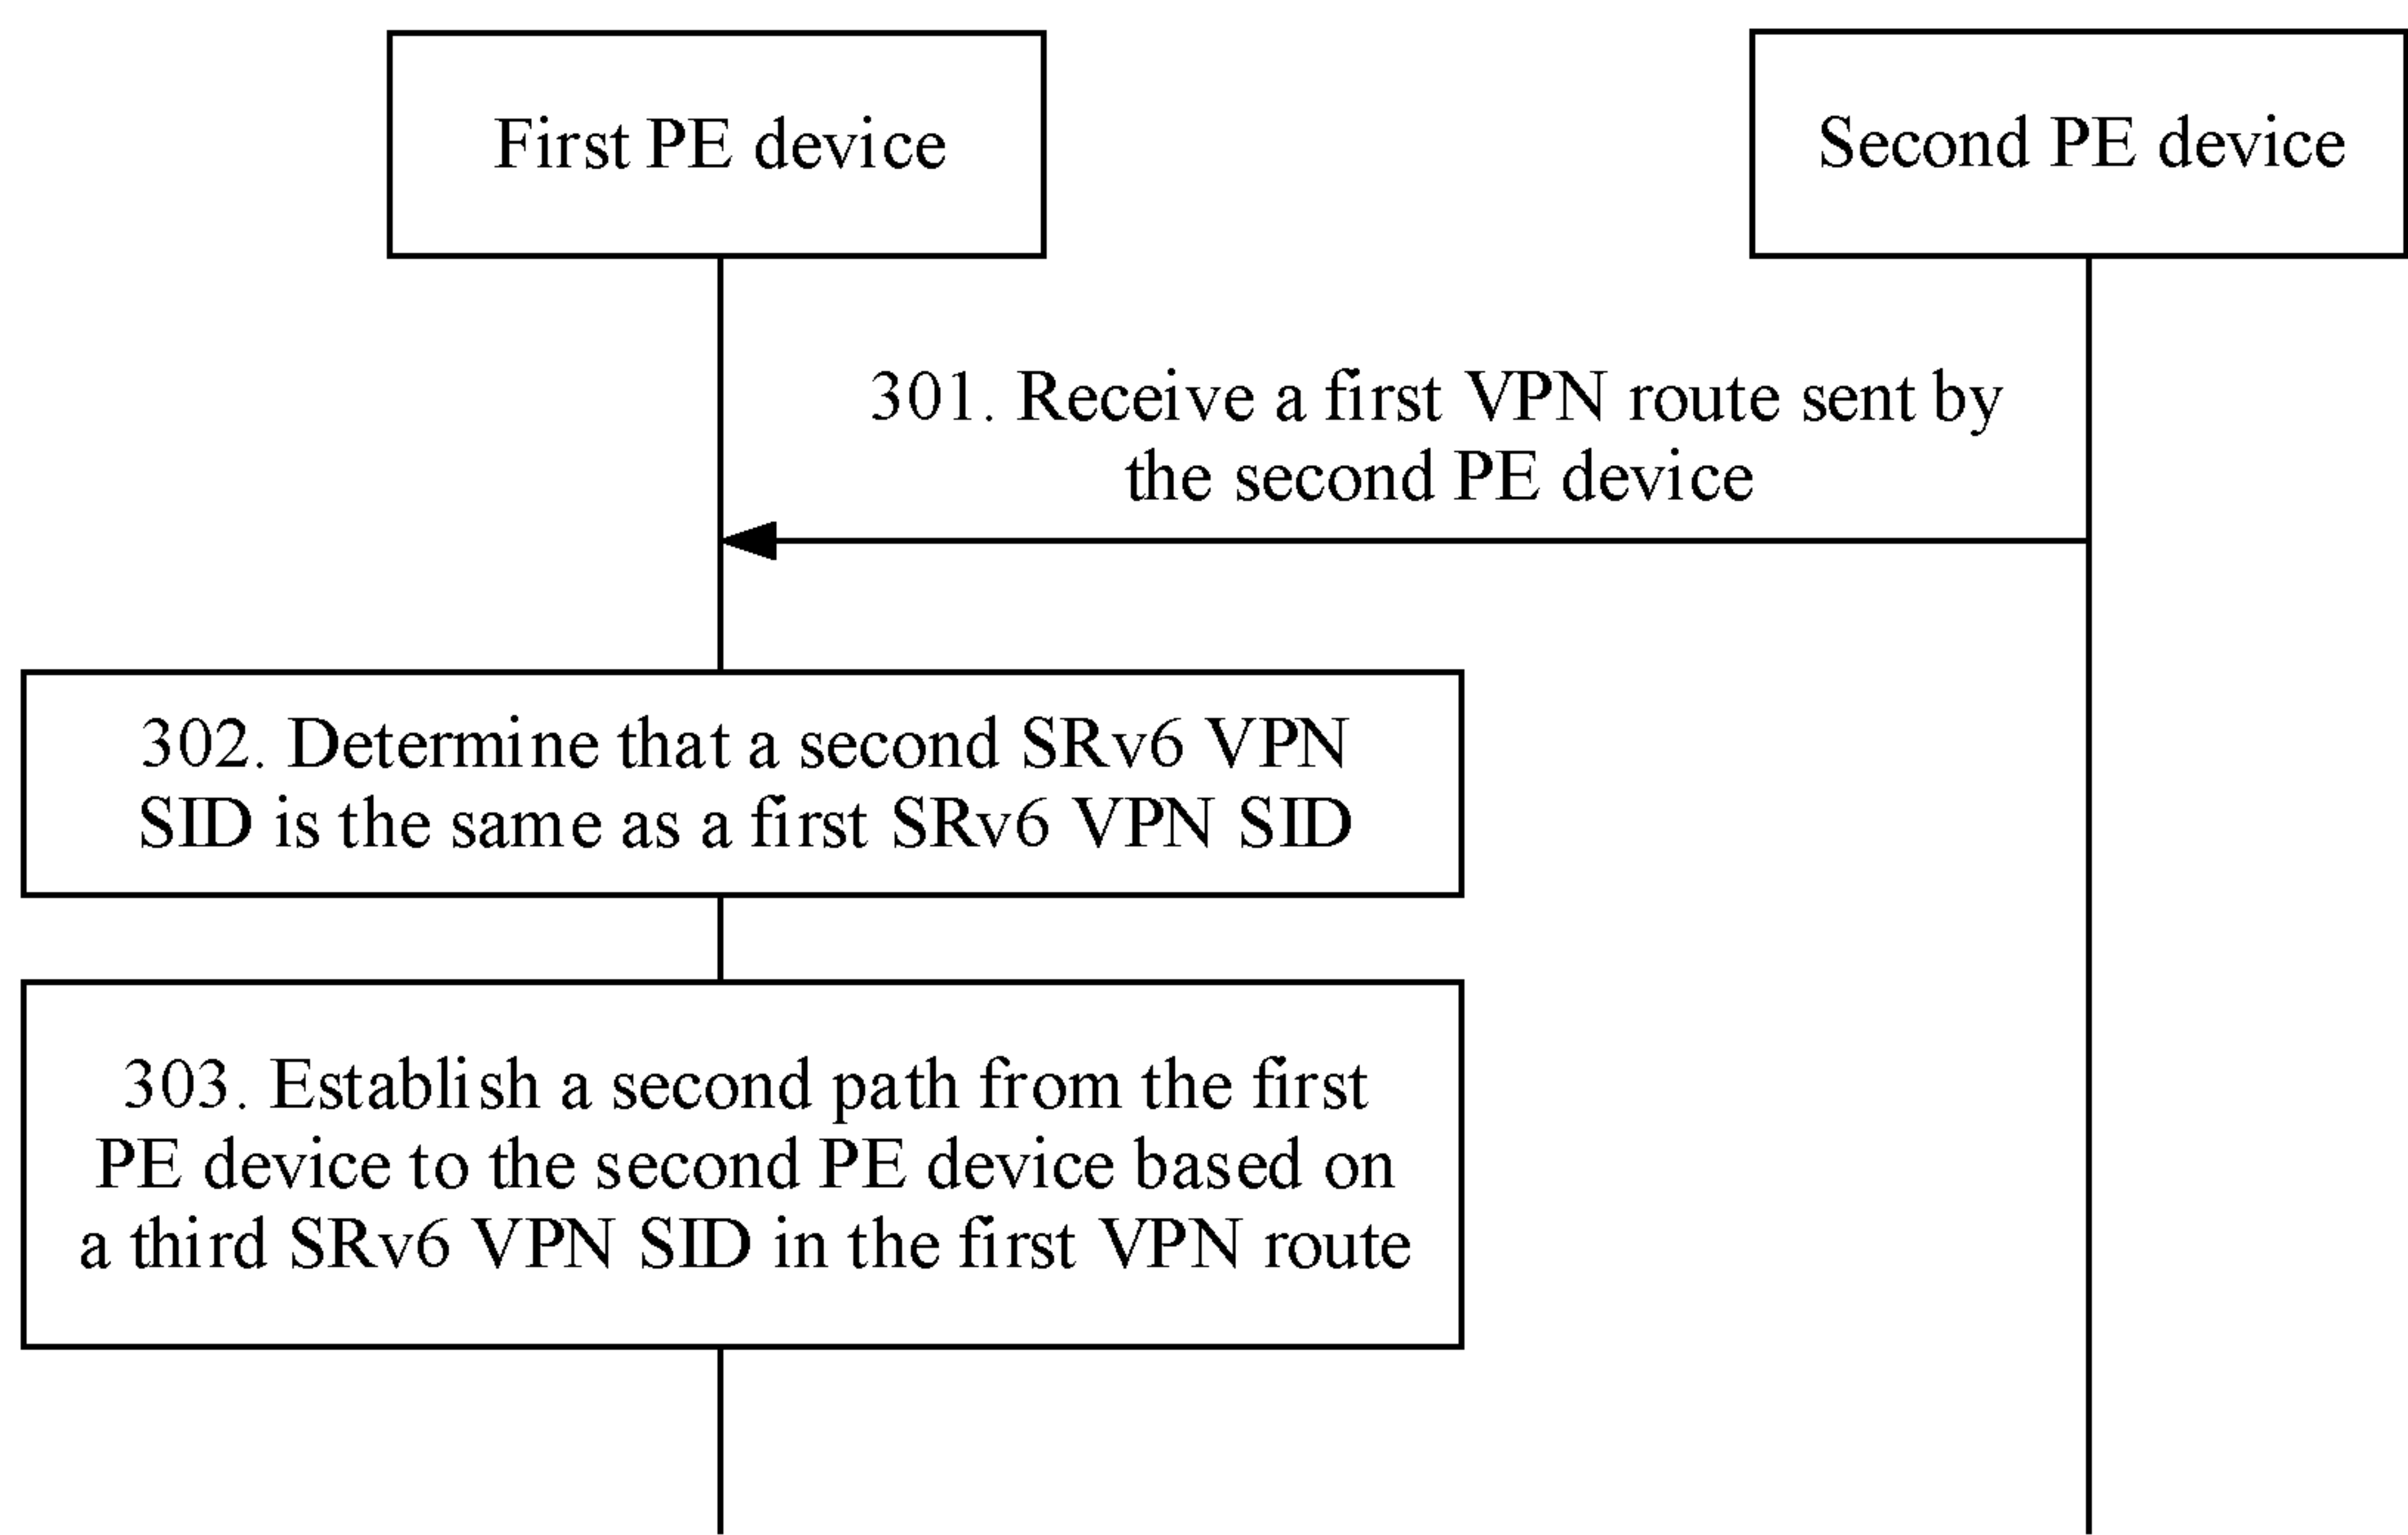 First PE device
Second PE device
301. Receive a first VPN route sent by
the second PE device
302. Determine that a second SRv6 VPN
SID is the same as a first SRv6 VPN SID
303. Establish a second path from the first
PE device to the second PE device based on
a third SRv6 VPN SID in the first VPN route